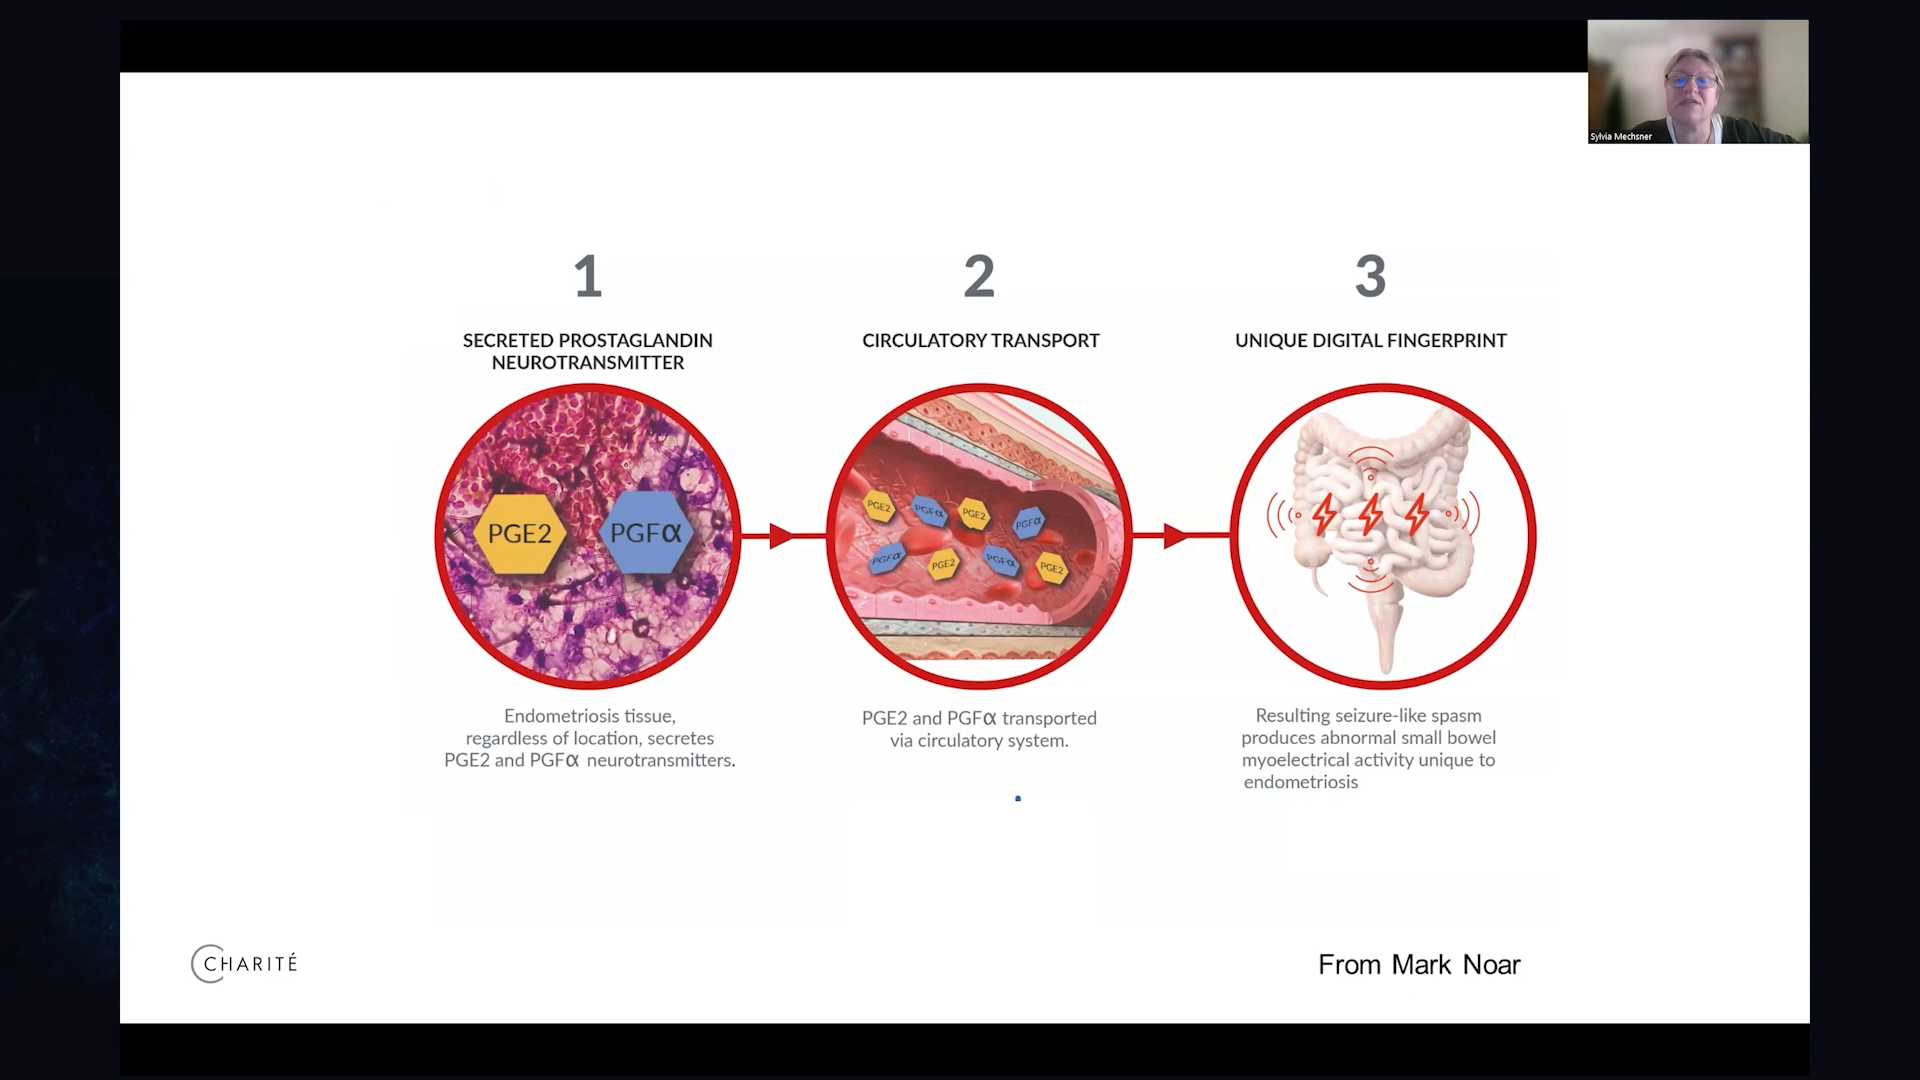 Sylvia Mechsner
1
2
3
SECRETED PROSTAGLANDIN
NEUROTRANSMITTER
CIRCULATORY TRANSPORT
UNIQUE DIGITAL FINGERPRINT
PGE2
PGFα
PGE2
PGFα
PGE2
PGFα
PGFα
PGE2
PGFα
PGE2
Endometriosis tissue,
regardless of location, secretes
PGE2 and PGFα neurotransmitters.
PGE2 and PGFα transported
via circulatory system.
Resulting seizure-like spasm
produces abnormal small bowel
myoelectrical activity unique to
endometriosis
CHARITÉ
From Mark Noar